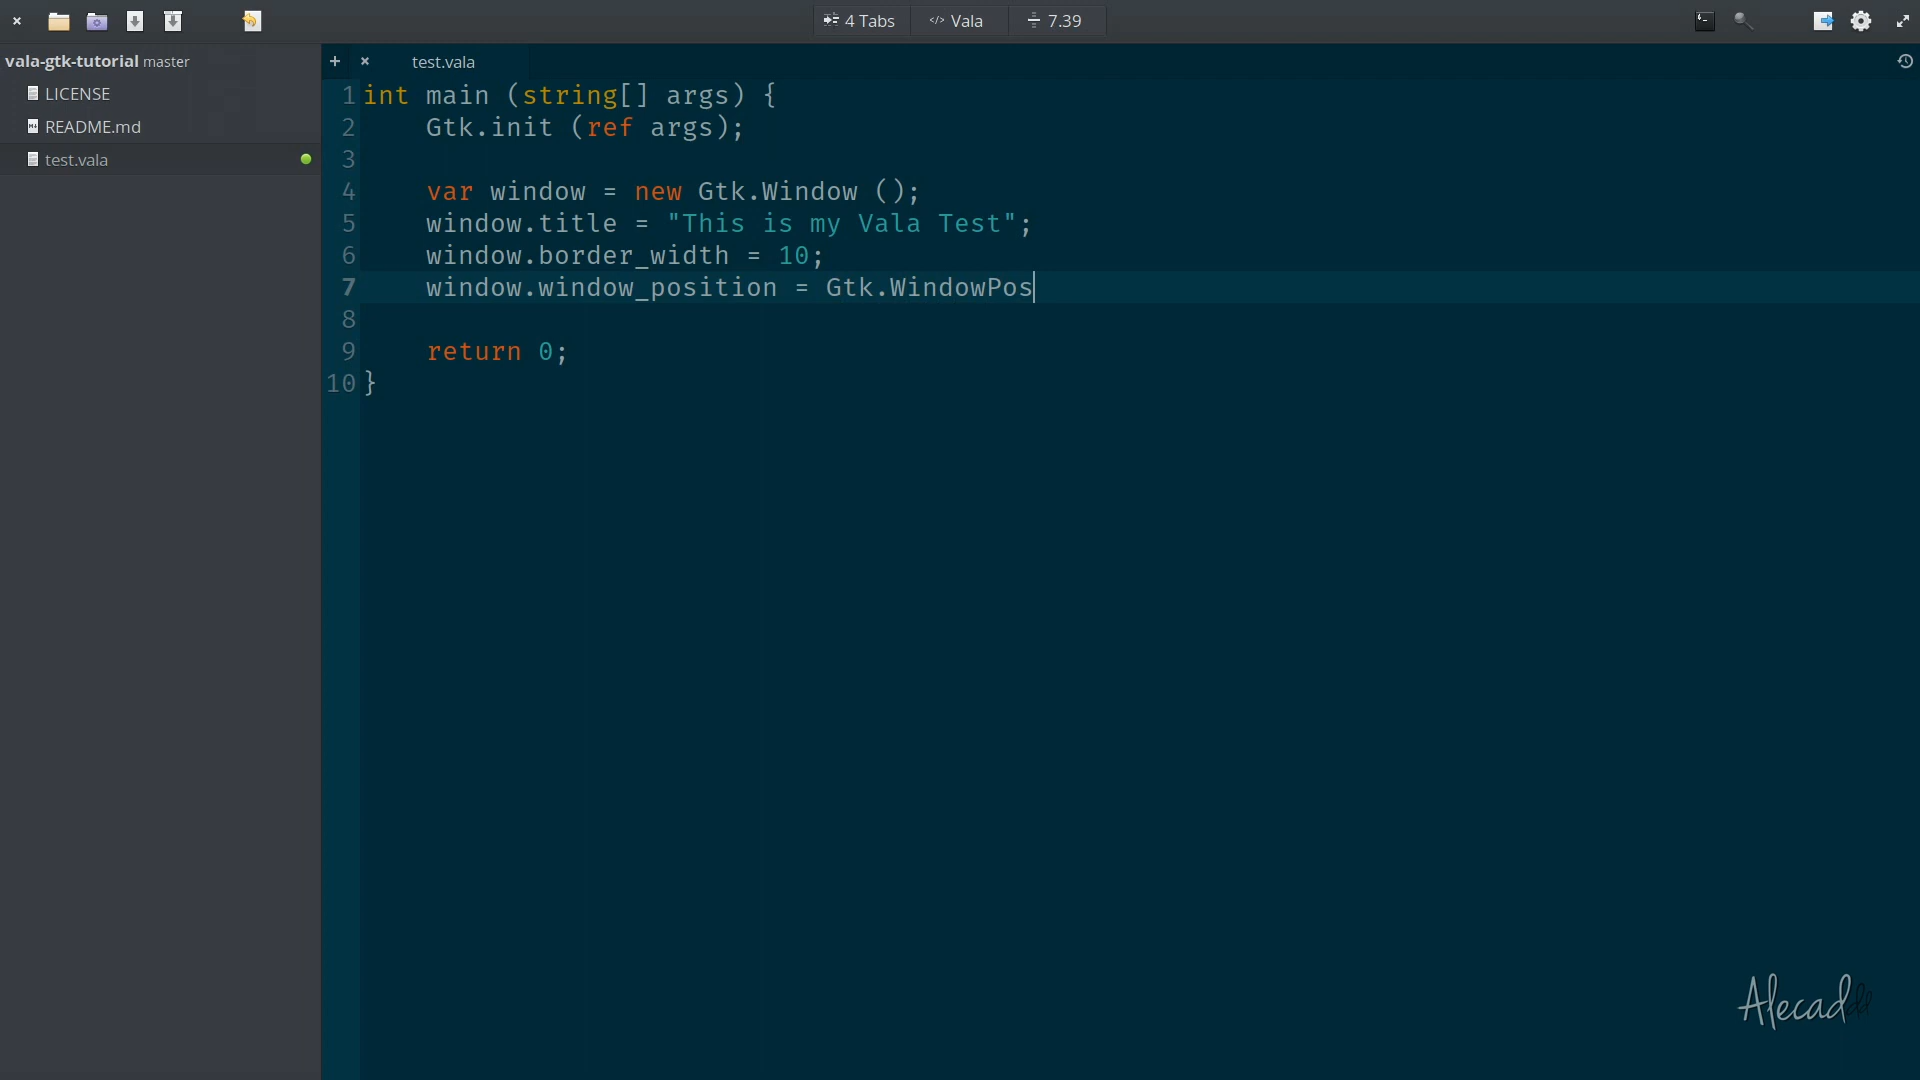 4 Tabs
</> Vala
7.39
vala-gtk-tutorial master
LICENSE
README.md
test.vala
+ × test.vala
1 int main (string[] args) {
2     Gtk.init (ref args);
3
4     var window = new Gtk.Window ();
5     window.title = "This is my Vala Test";
6     window.border_width = 10;
7     window.window_position = Gtk.WindowPos
8
9     return 0;
10 }
Alecaddd